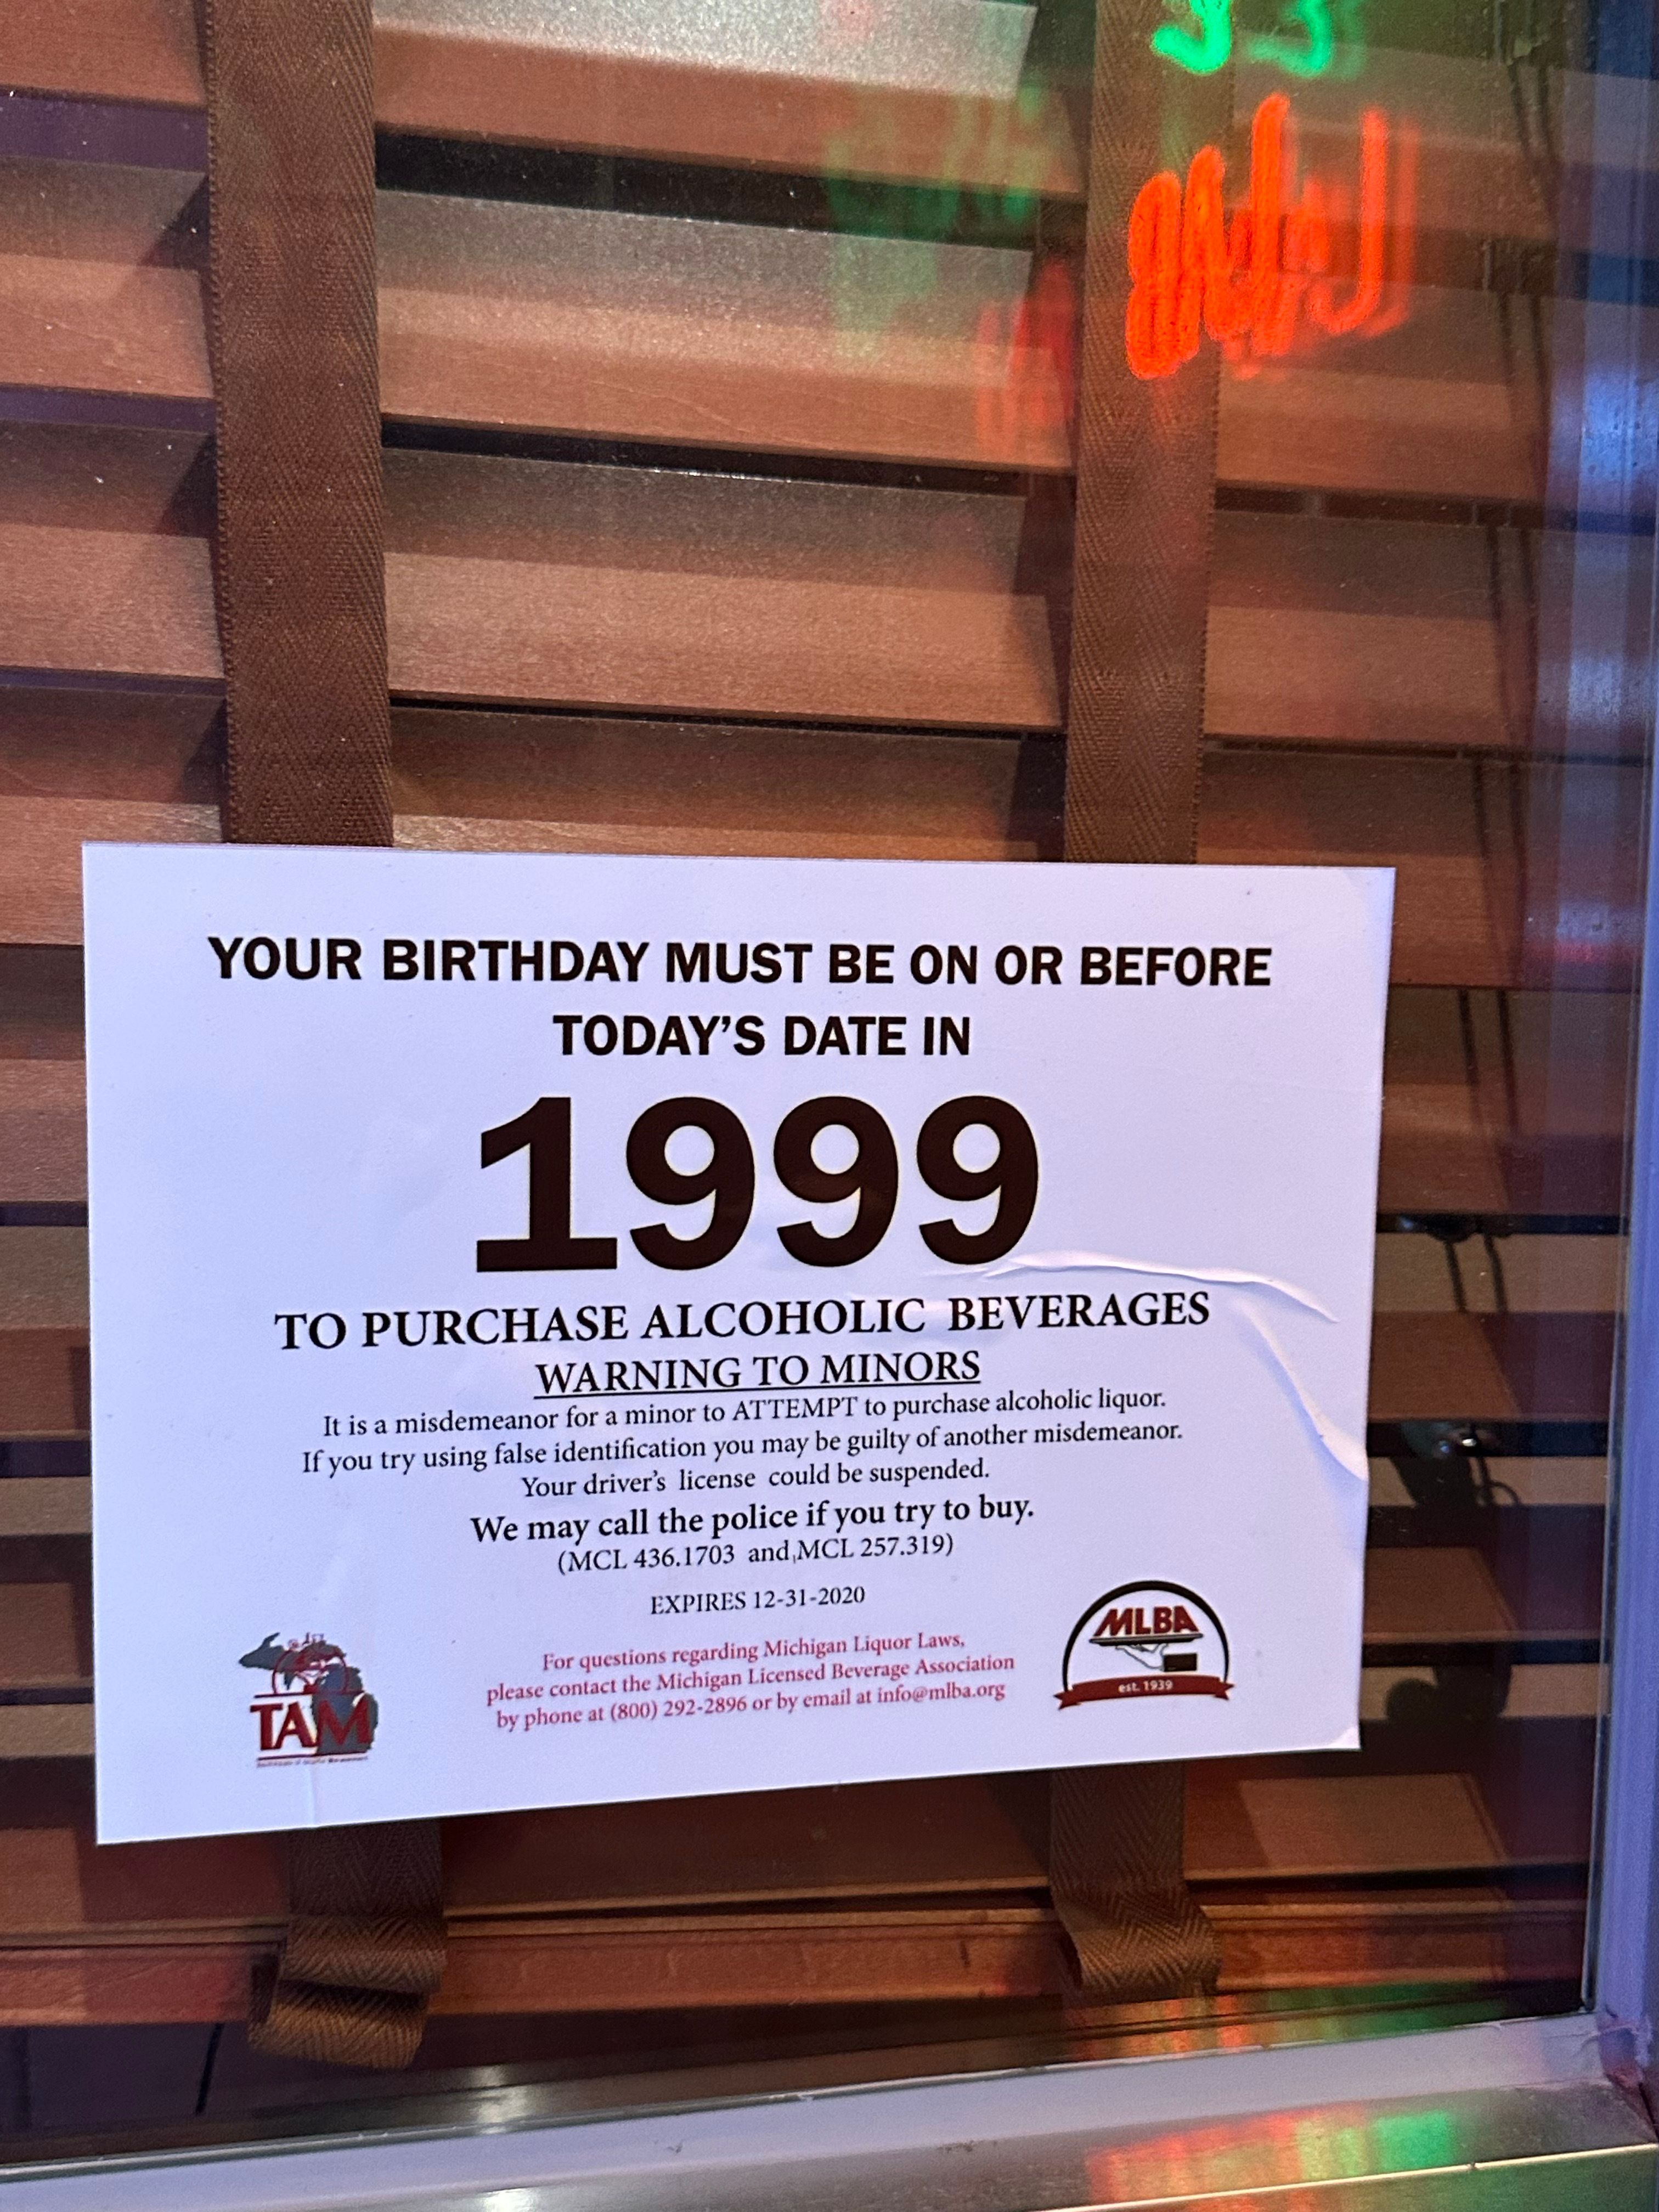 YOUR BIRTHDAY MUST BE ON OR BEFORE
TODAY'S DATE IN
1999
TO PURCHASE ALCOHOLIC BEVERAGES
WARNING TO MINORS
It is a misdemeanor for a minor to ATTEMPT to purchase alcoholic liquor.
If you try using false identification you may be guilty of another misdemeanor.
Your driver's license could be suspended.
We may call the police if you try to buy.
(MCL 436.1703 and MCL 257.319)
EXPIRES 12-31-2020
For questions regarding Michigan Liquor Laws,
please contact the Michigan Licensed Beverage Association
by phone at (800) 292-2896 or by email at info@mlba.org
TAM
MLBA
est. 1939